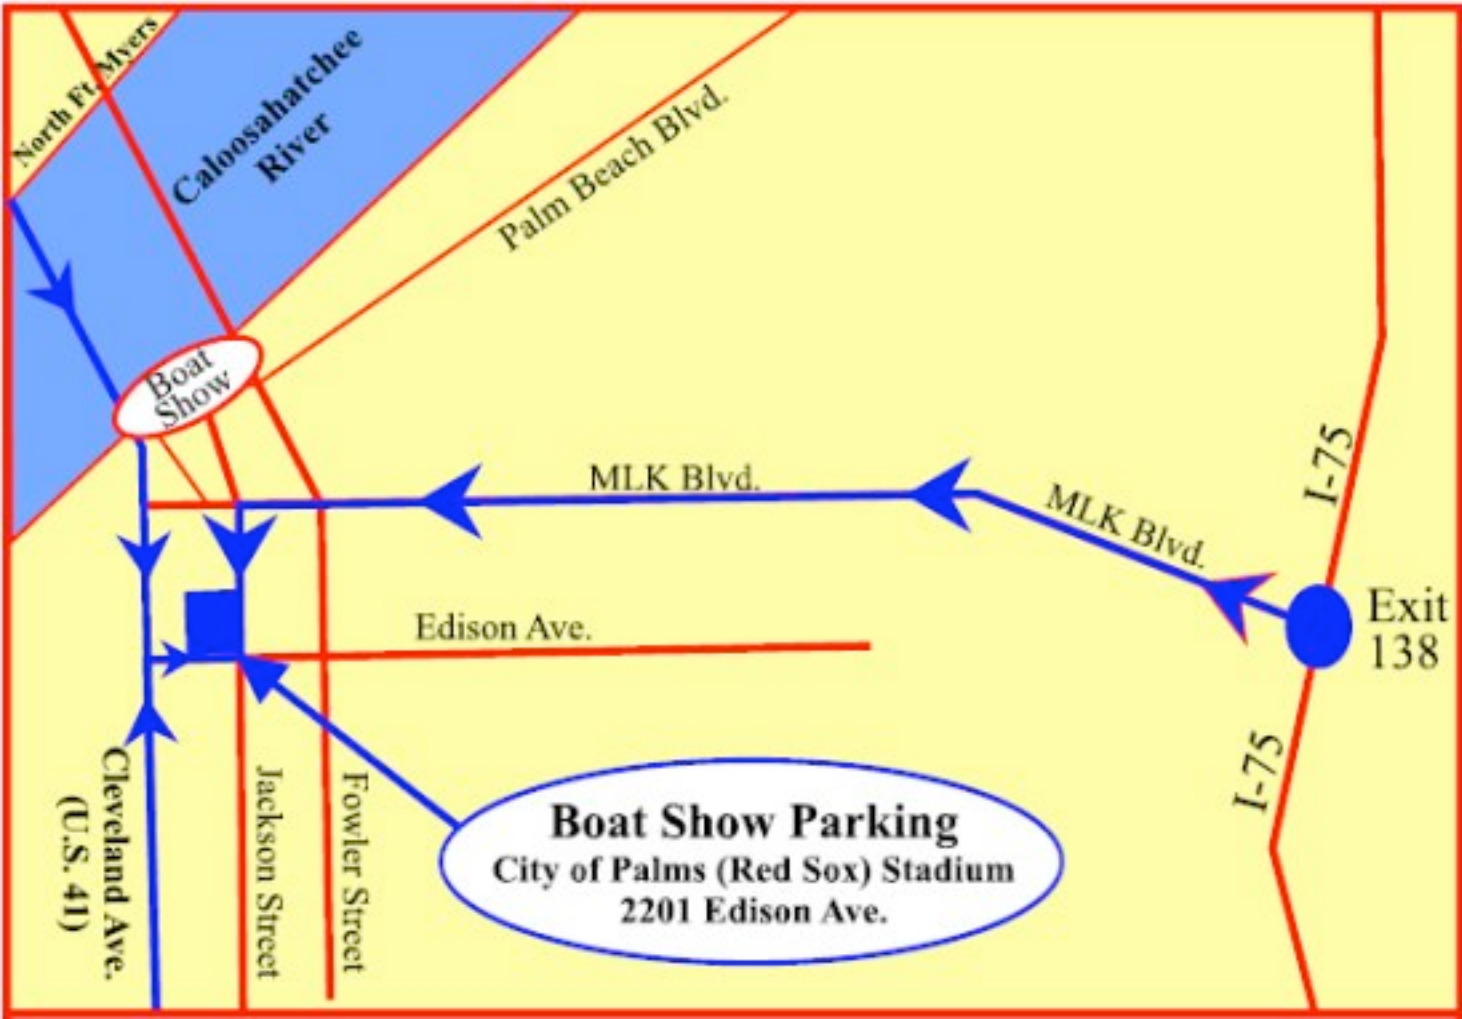 North Ft. Myers
Caloosahatchee
River
Palm Beach Blvd.
Boat
Show
MLK Blvd.
MLK Blvd.
I-75
Exit
138
Edison Ave.
I-75
Cleveland Ave.
(U.S. 41)
Jackson Street
Fowler Street
Boat Show Parking
City of Palms (Red Sox) Stadium
2201 Edison Ave.